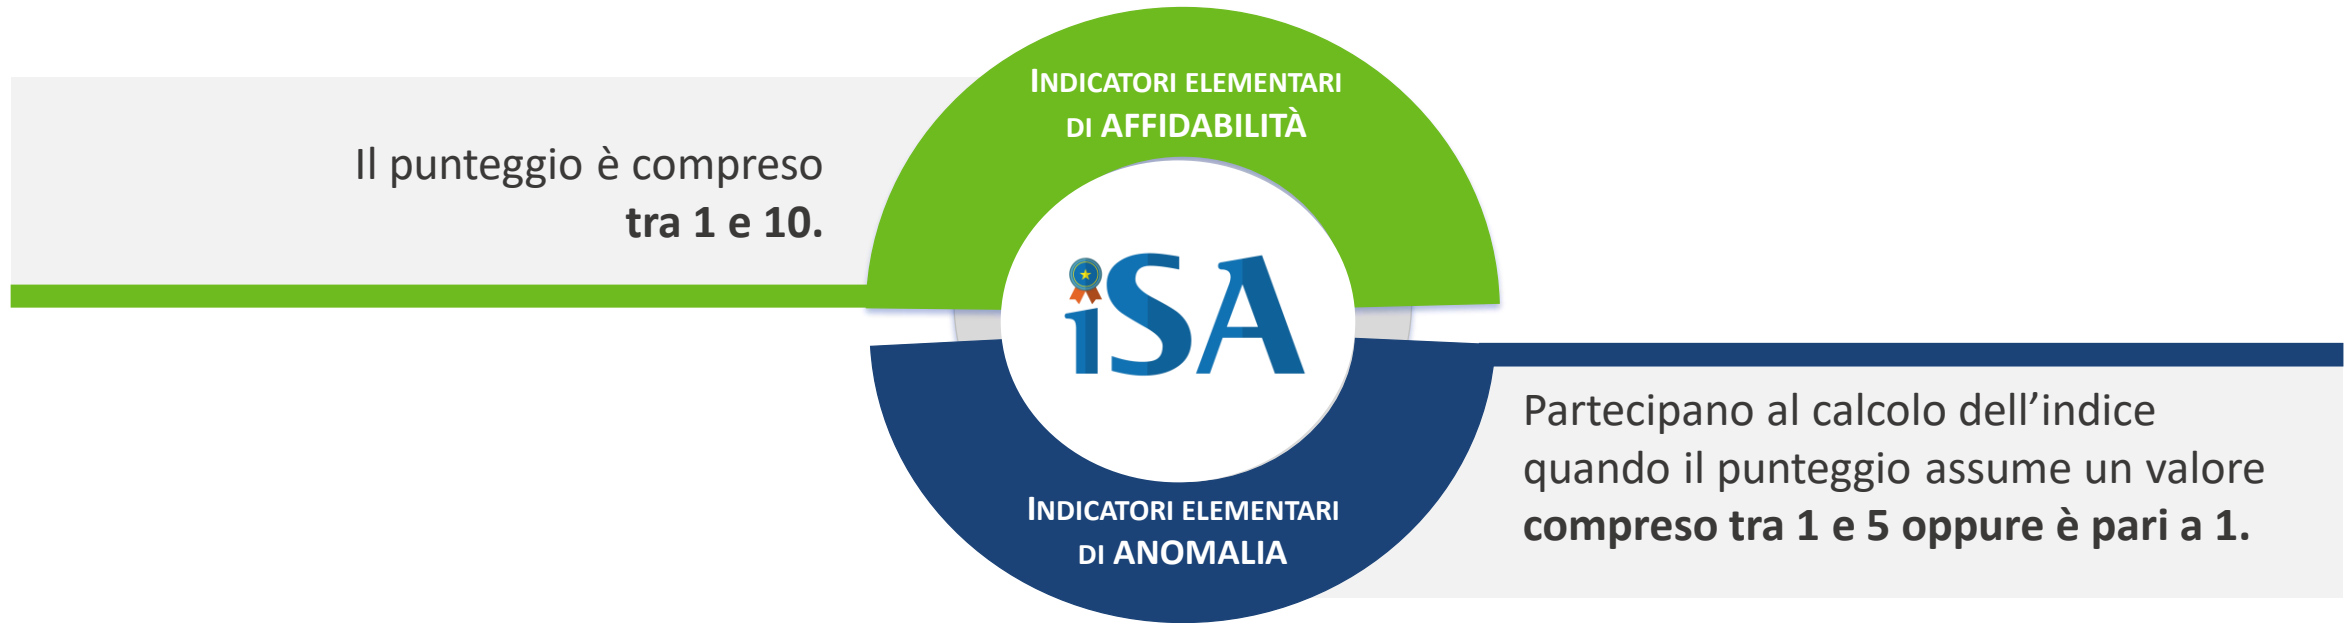 INDICATORI ELEMENTARI
DI AFFIDABILITÀ
Il punteggio è compreso
tra 1 e 10.
iSA
Partecipano al calcolo dell’indice
quando il punteggio assume un valore
compreso tra 1 e 5 oppure è pari a 1.
INDICATORI ELEMENTARI
DI ANOMALIA